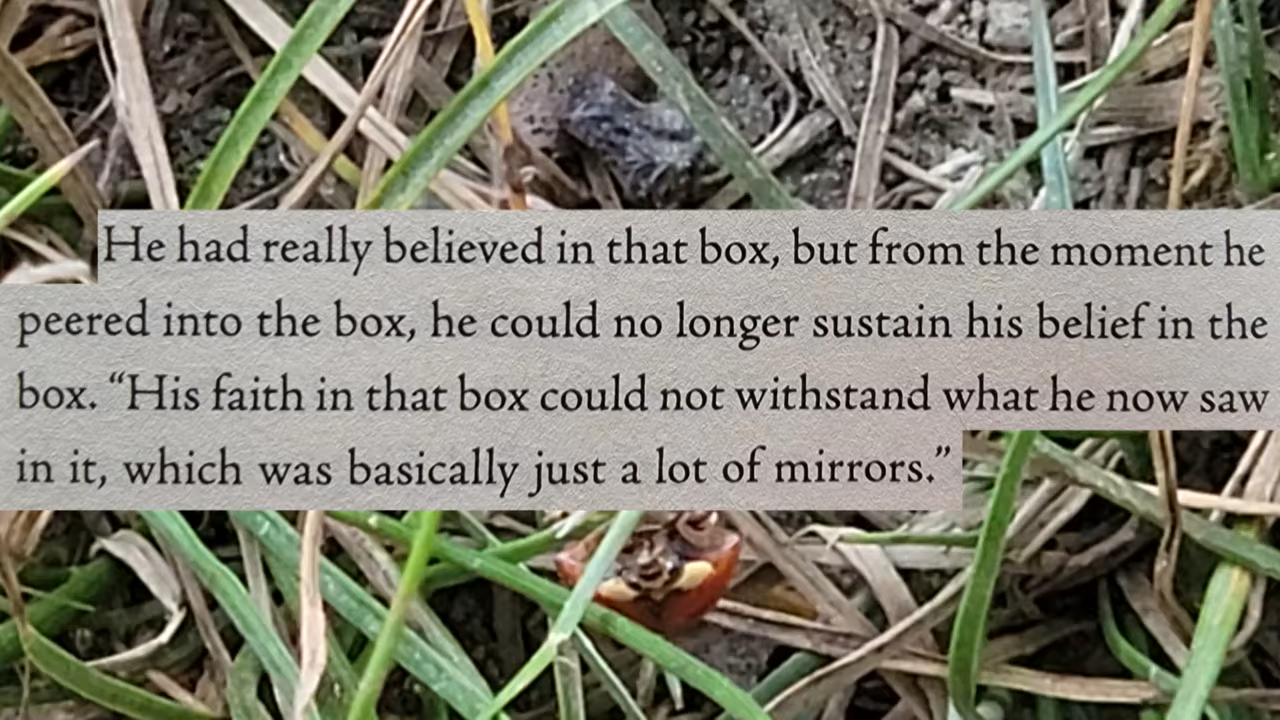 He had really believed in that box, but from the moment he
peered into the box, he could no longer sustain his belief in the
box. “His faith in that box could not withstand what he now saw
in it, which was basically just a lot of mirrors.”